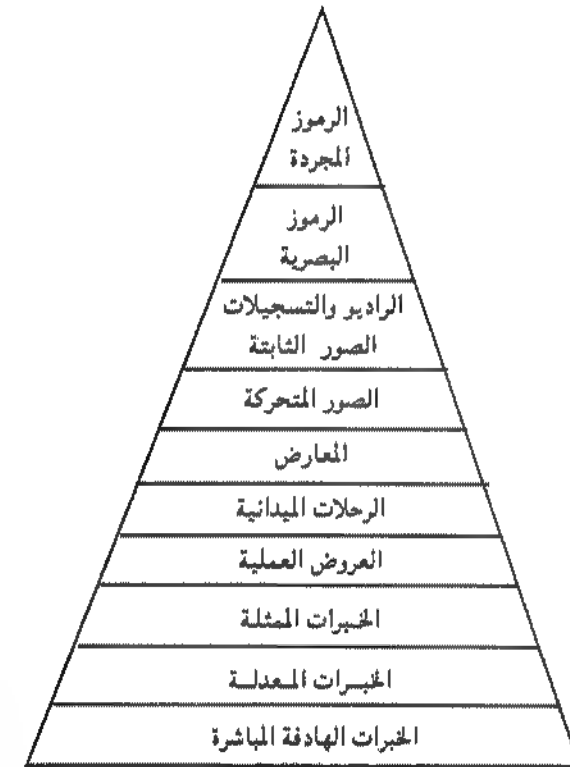 الرموز
المجردة
الرموز
البصرية
الراديو والتسجيلات
الصور الثابتة
الصور المتحركة
المعارض
الرحلات الميدانية
العروض العملية
الخبرات الممثلة
الخبرات المعدلة
الخبرات الهادفة المباشرة